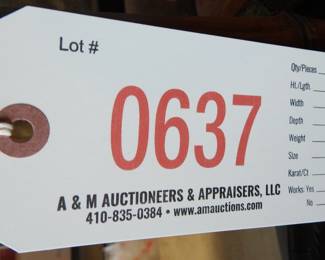 Lot #
0637
A & M AUCTIONEERS & APPRAISERS, LLC
410-835-0384 • www.amauctions.com
Qty/Pieces
Ht./Lgth
Width
Depth
Weight
Size
Karat/Ct
Works: Yes
No